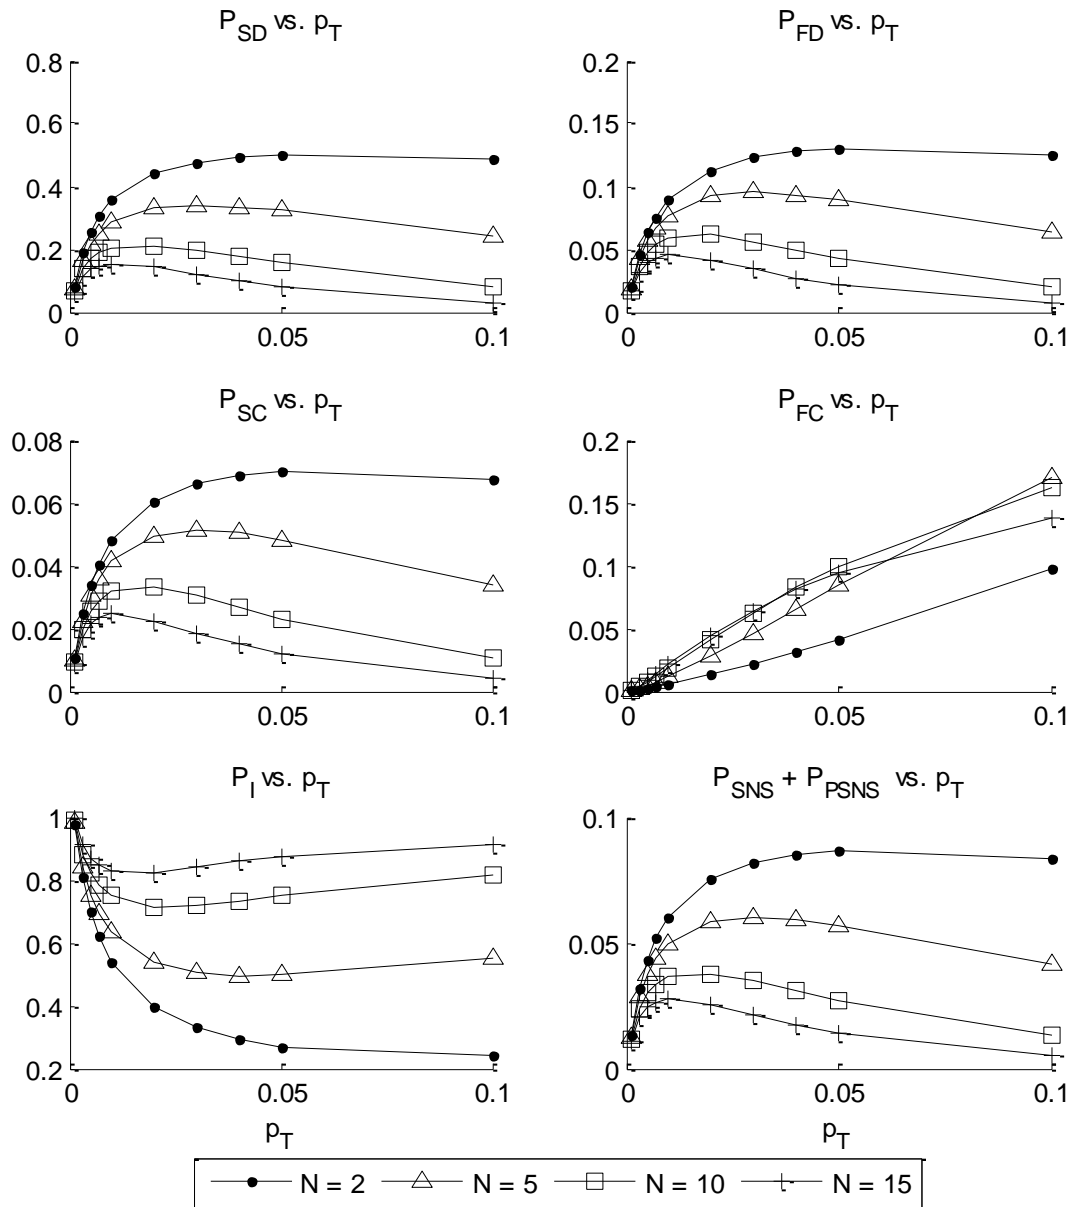 P_SD vs. p_T
0.8
0.6
0.4
0.2
0
0 0.05 0.1
P_FD vs. p_T
0.2
0.15
0.1
0.05
0
0 0.05 0.1
P_SC vs. p_T
0.08
0.06
0.04
0.02
0
0 0.05 0.1
P_FC vs. p_T
0.2
0.15
0.1
0.05
0
0 0.05 0.1
P_I vs. p_T
1
0.8
0.6
0.4
0.2
0 0.05 0.1
p_T
P_SNS + P_PSNS vs. p_T
0.1
0.05
0
0 0.05 0.1
p_T
N = 2 N = 5 N = 10 N = 15